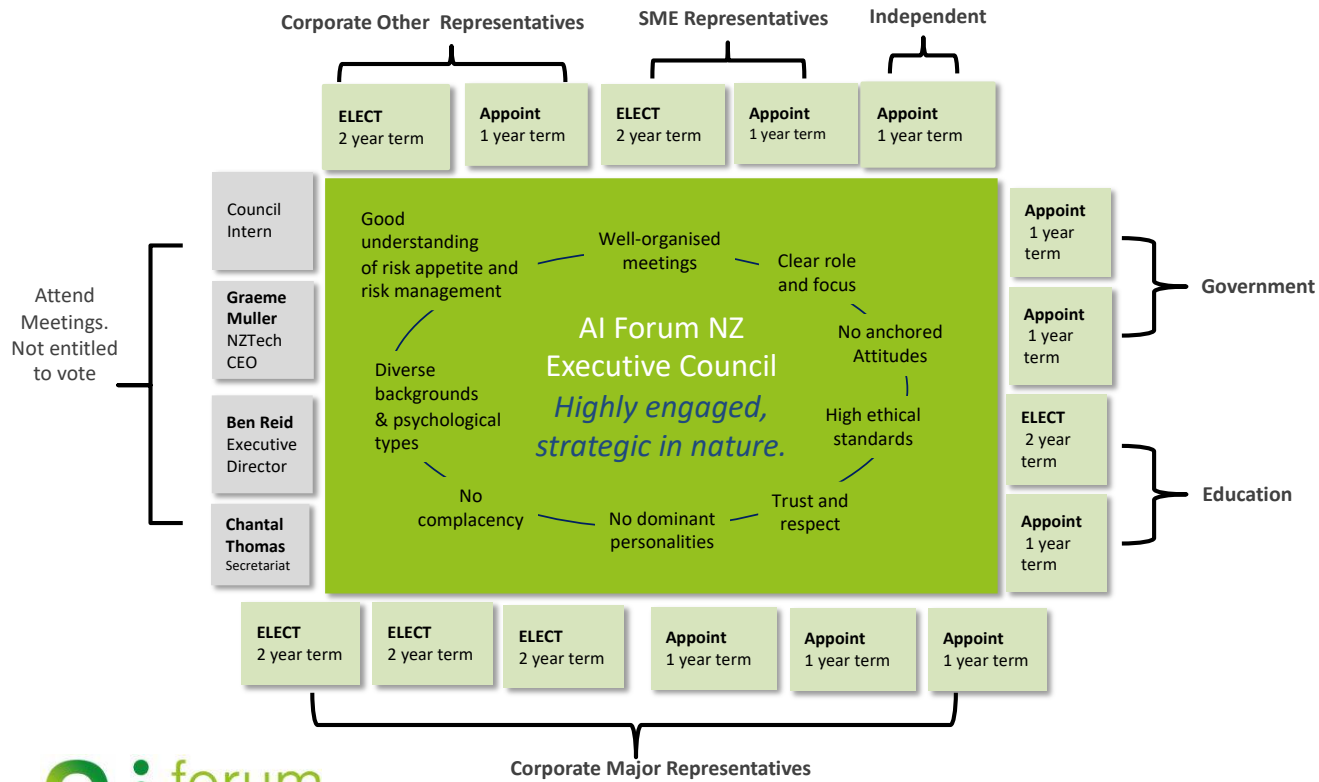 Corporate Other Representatives
SME Representatives
Independent
ELECT
2 year term
Appoint
1 year term
ELECT
2 year term
Appoint
1 year term
Appoint
1 year term
Attend
Meetings.
Not entitled
to vote
Council
Intern
Graeme
Muller
NZTech
CEO
Ben Reid
Executive
Director
Chantal
Thomas
Secretariat
Good
understanding
of risk appetite and
risk management
Well-organised
meetings
Clear role
and focus
No anchored
Attitudes
High ethical
standards
Trust and
respect
No dominant
personalities
No
complacency
Diverse
backgrounds
& psychological
types
AI Forum NZ
Executive Council
Highly engaged,
strategic in nature.
Appoint
1 year
term
Appoint
1 year
term
Government
ELECT
2 year
term
Appoint
1 year
term
Education
ELECT
2 year term
ELECT
2 year term
ELECT
2 year term
Appoint
1 year term
Appoint
1 year term
Appoint
1 year term
Corporate Major Representatives
forum